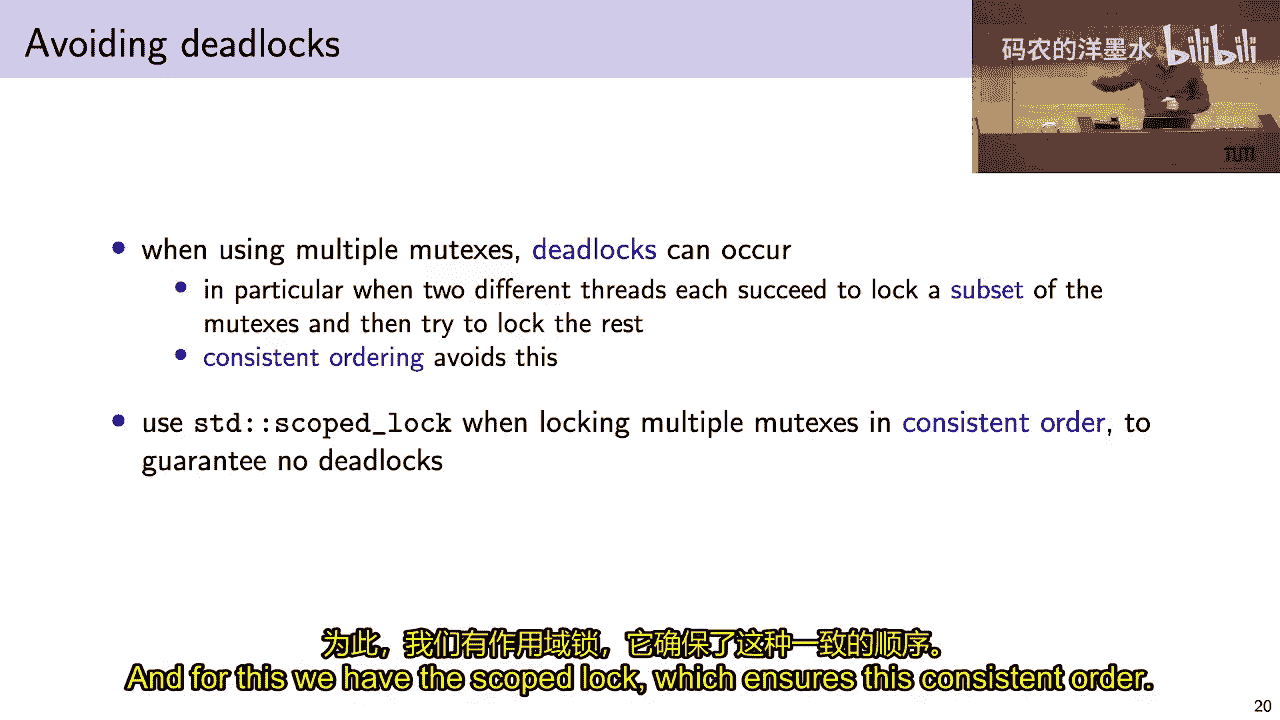 Avoiding deadlocks
码农的洋墨水 bilibili
TUM
• when using multiple mutexes, deadlocks can occur
• in particular when two different threads each succeed to lock a subset of the
mutexes and then try to lock the rest
• consistent ordering avoids this
• use std::scoped_lock when locking multiple mutexes in consistent order, to
guarantee no deadlocks
为此，我们有作用域锁，它确保了这种一致的顺序。
And for this we have the scoped lock, which ensures this consistent order.
20